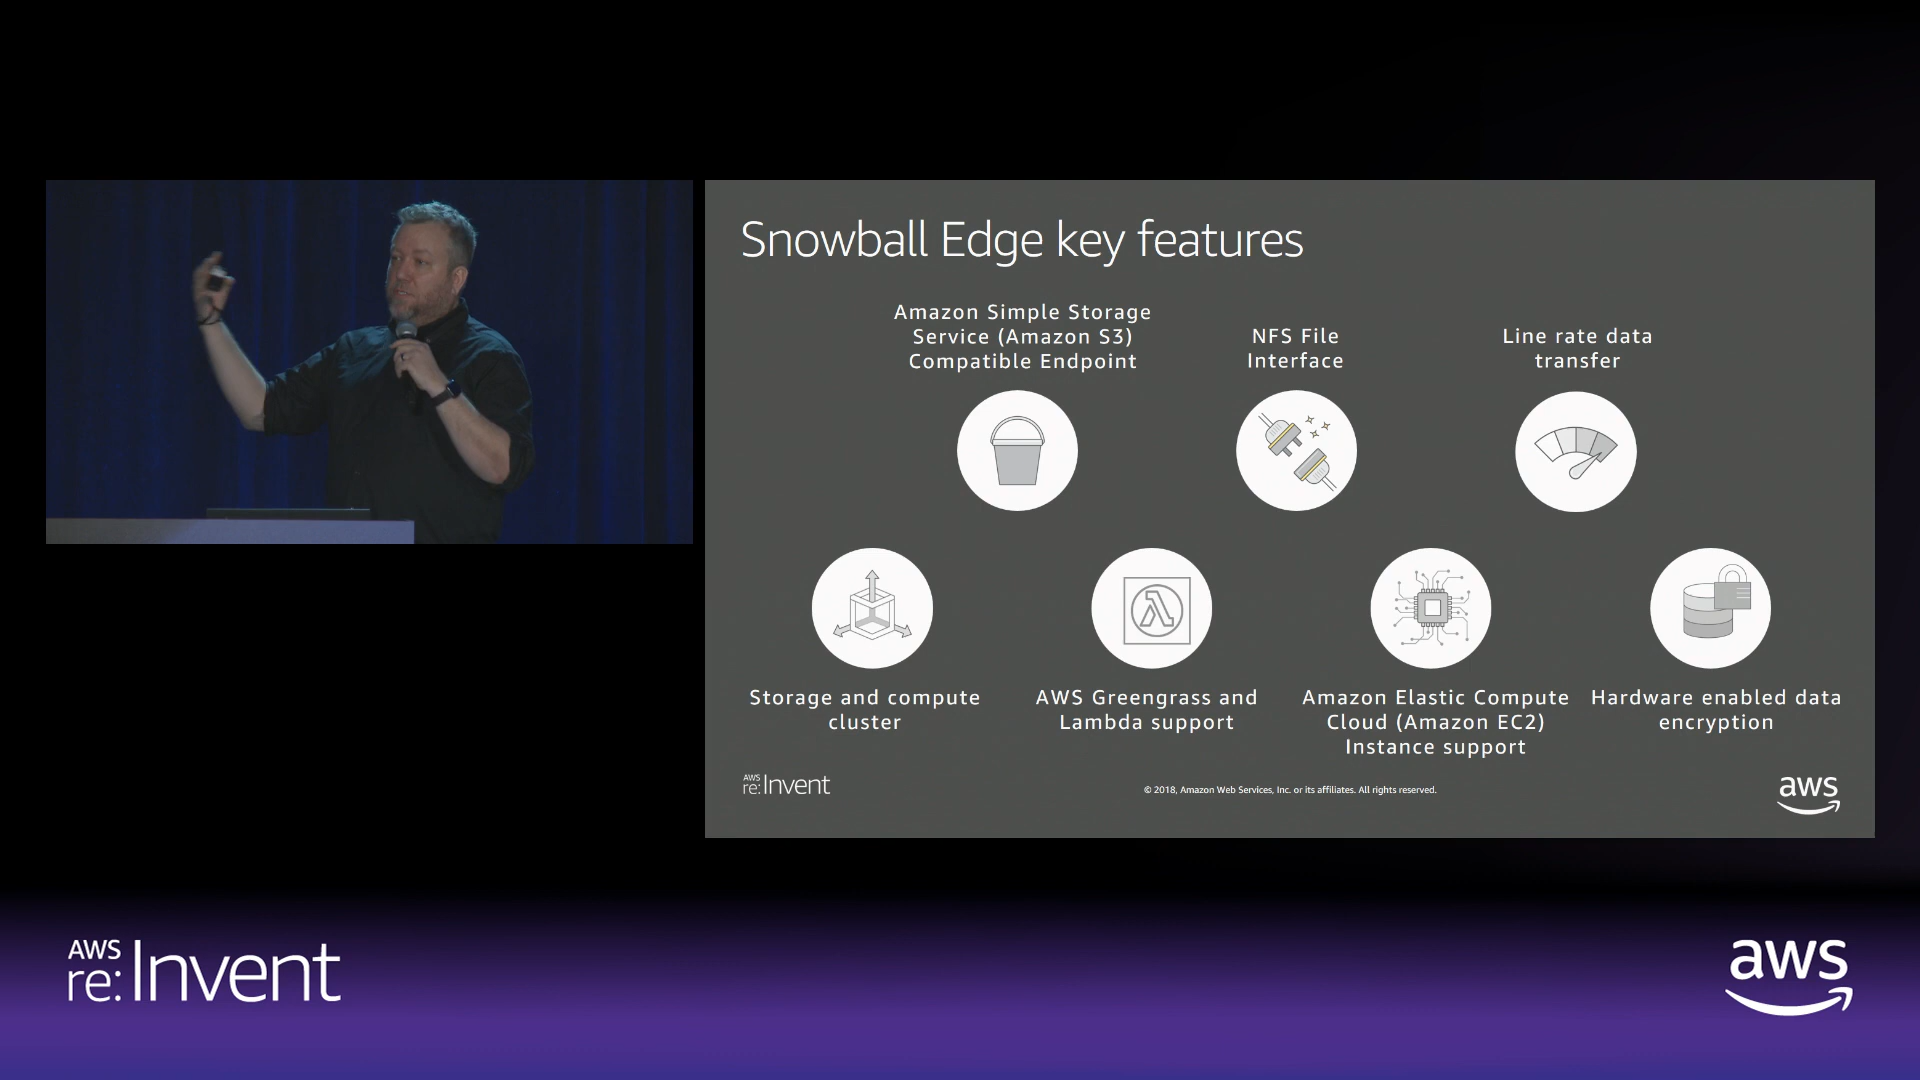 Snowball Edge key features
Amazon Simple Storage
Service (Amazon S3)
Compatible Endpoint
NFS File
Interface
Line rate data
transfer
Storage and compute
cluster
AWS Greengrass and
Lambda support
Amazon Elastic Compute
Cloud (Amazon EC2)
Instance support
Hardware enabled data
encryption
AWS
re:Invent
© 2018, Amazon Web Services, Inc. or its affiliates. All rights reserved.
aws
AWS
re:Invent
aws